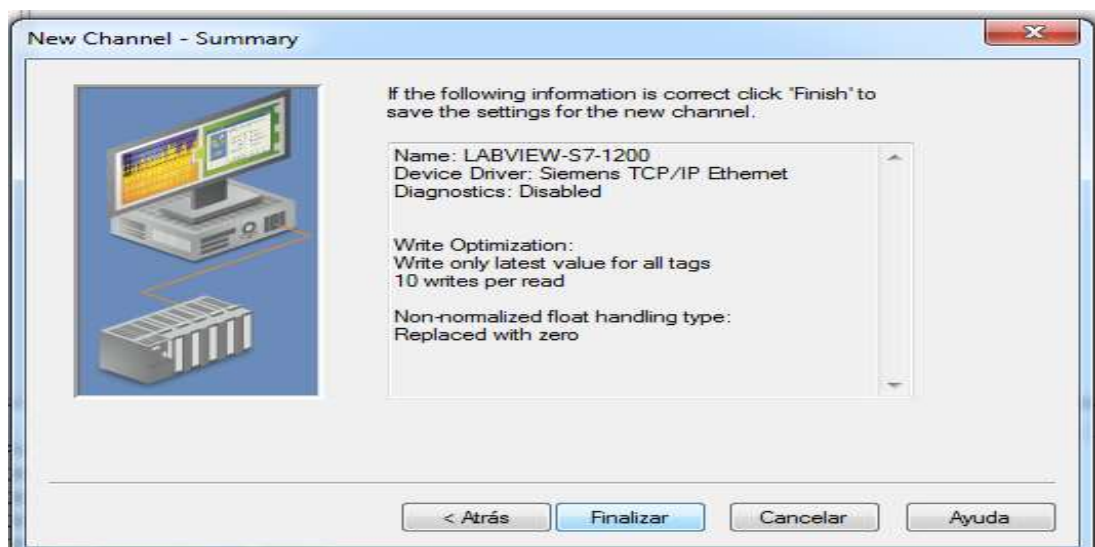 New Channel - Summary
If the following information is correct click 'Finish' to
save the settings for the new channel.
Name: LABVIEW-S7-1200
Device Driver: Siemens TCP/IP Ethernet
Diagnostics: Disabled
Write Optimization:
Write only latest value for all tags
10 writes per read
Non-normalized float handling type:
Replaced with zero
< Atrás
Finalizar
Cancelar
Ayuda